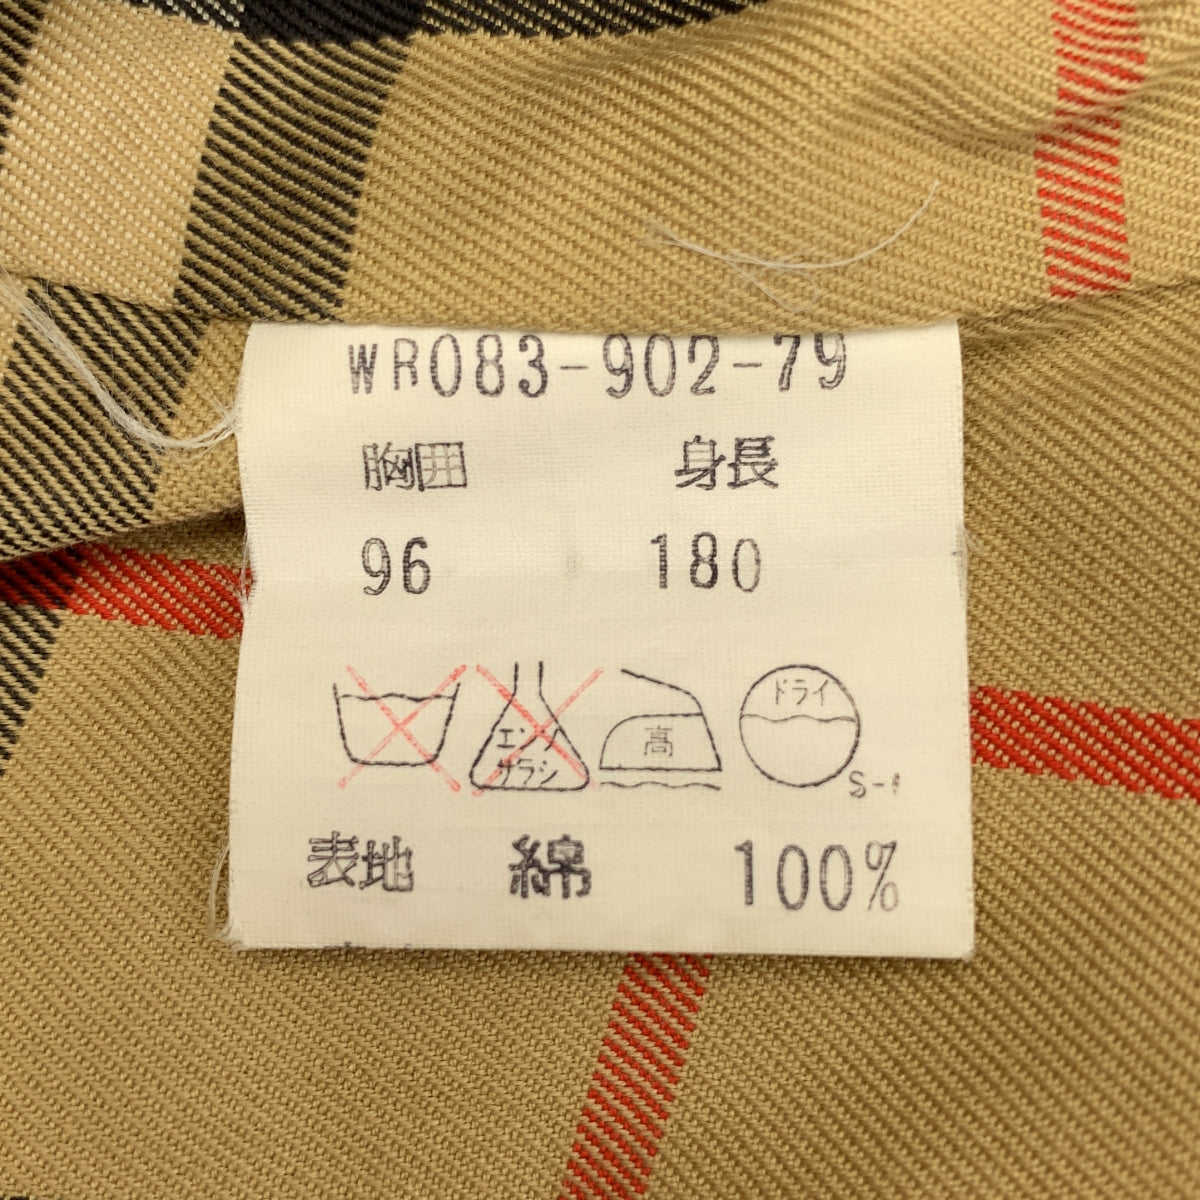 WR083-902-79
胸囲 身長
96 180
エンソ サラシ 高 ドライ
表地 綿 100%